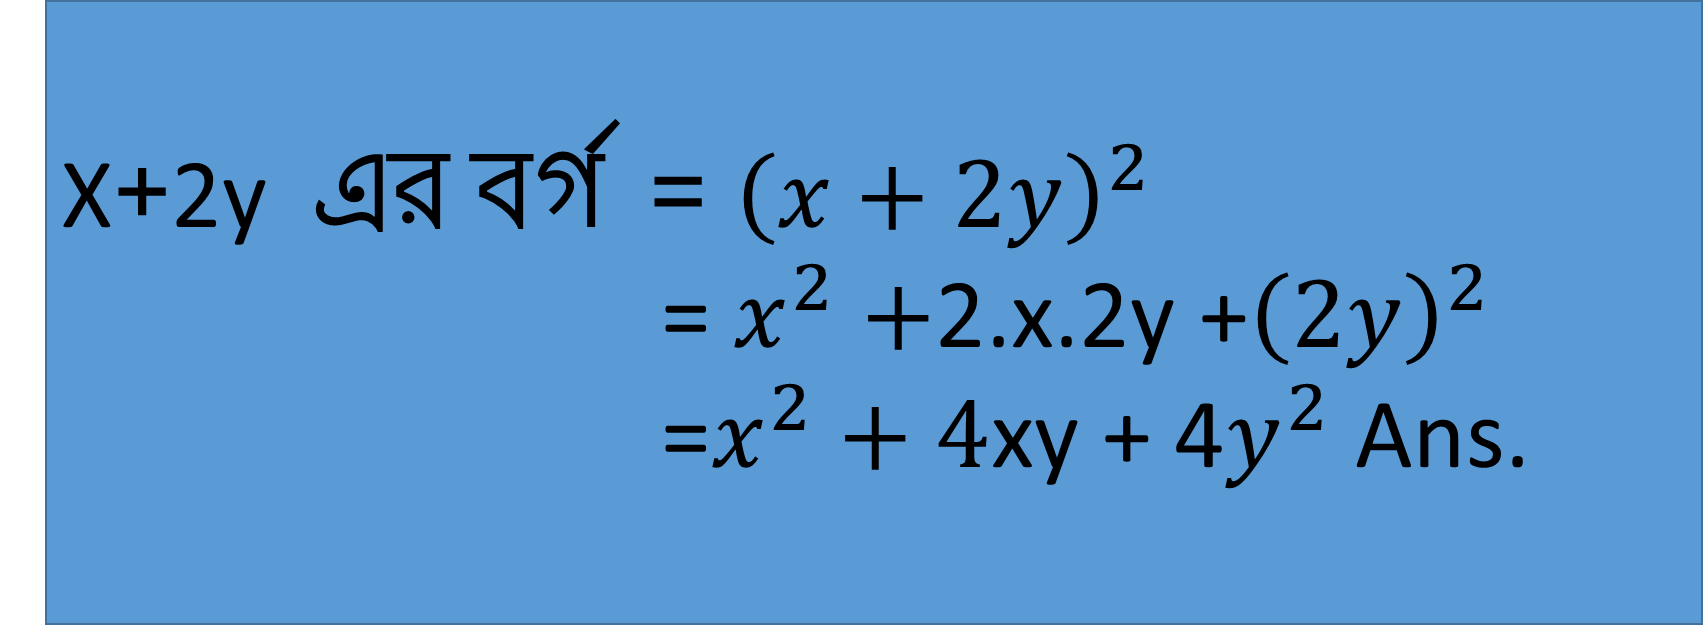 X+2y এর বর্গ = (x + 2y)²
= x² +2.x.2y +(2y)²
=x² + 4xy + 4y² Ans.